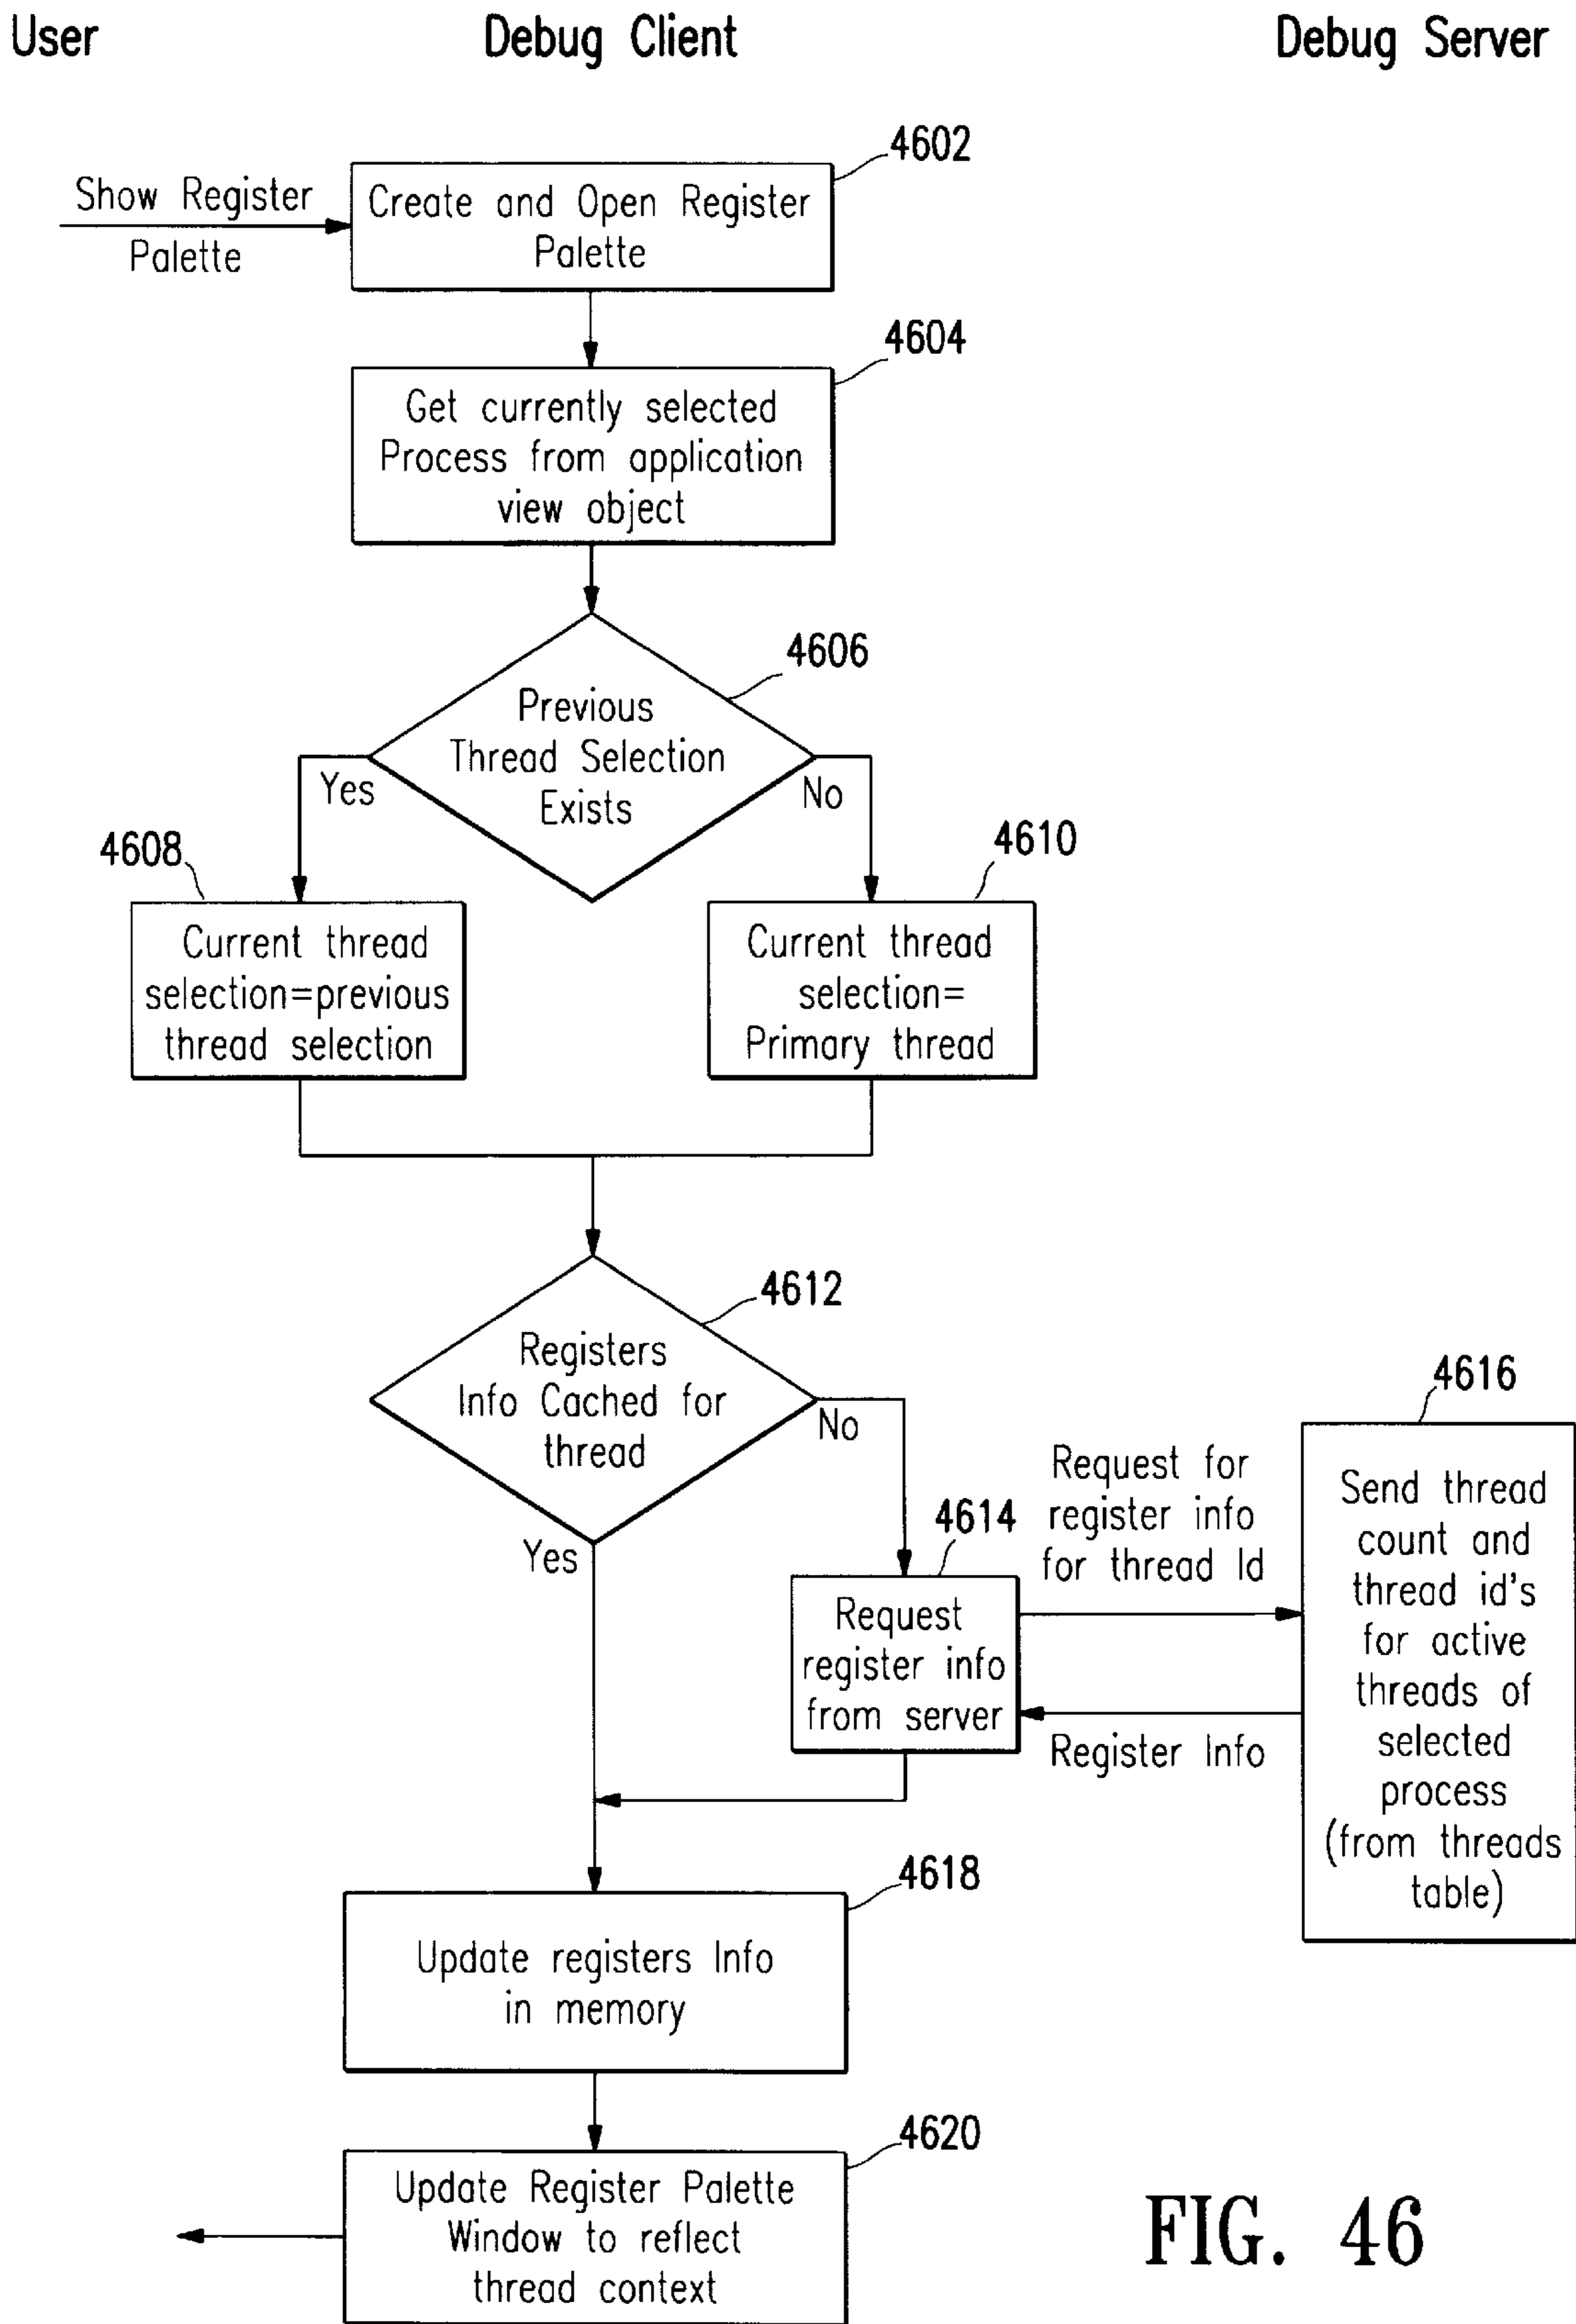 User
Debug Client
Debug Server
4602
Show Register
Palette
Create and Open Register
Palette
4604
Get currently selected
Process from application
view object
4606
Previous
Thread Selection
Exists
Yes
No
4608
4610
Current thread
selection=previous
thread selection
Current thread
selection=
Primary thread
4612
Registers
Info Cached for
thread
No
Yes
4614
Request
register info
from server
Request for
register info
for thread Id
Register Info
4616
Send thread
count and
thread id's
for active
threads of
selected
process
(from threads
table)
4618
Update registers Info
in memory
4620
Update Register Palette
Window to reflect
thread context
FIG. 46